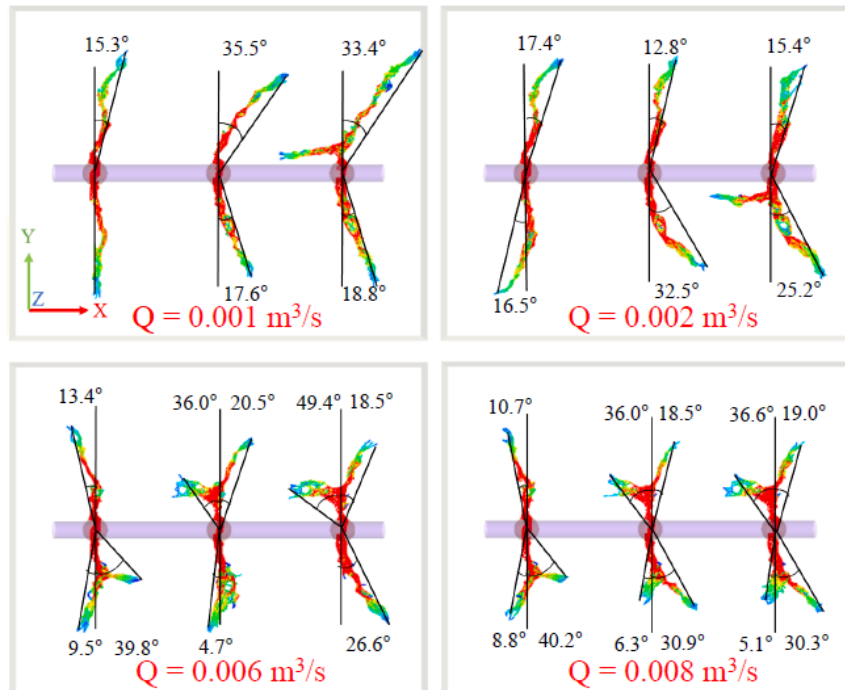 15.3° 35.5° 33.4°
Y
Z
X
17.6° 18.8°
Q = 0.001 m³/s
17.4° 12.8° 15.4°
16.5° 32.5° 25.2°
Q = 0.002 m³/s
13.4° 36.0° 20.5° 49.4° 18.5°
9.5° 39.8° 4.7° 26.6°
Q = 0.006 m³/s
10.7° 36.0° 18.5° 36.6° 19.0°
8.8° 40.2° 6.3° 30.9° 5.1° 30.3°
Q = 0.008 m³/s